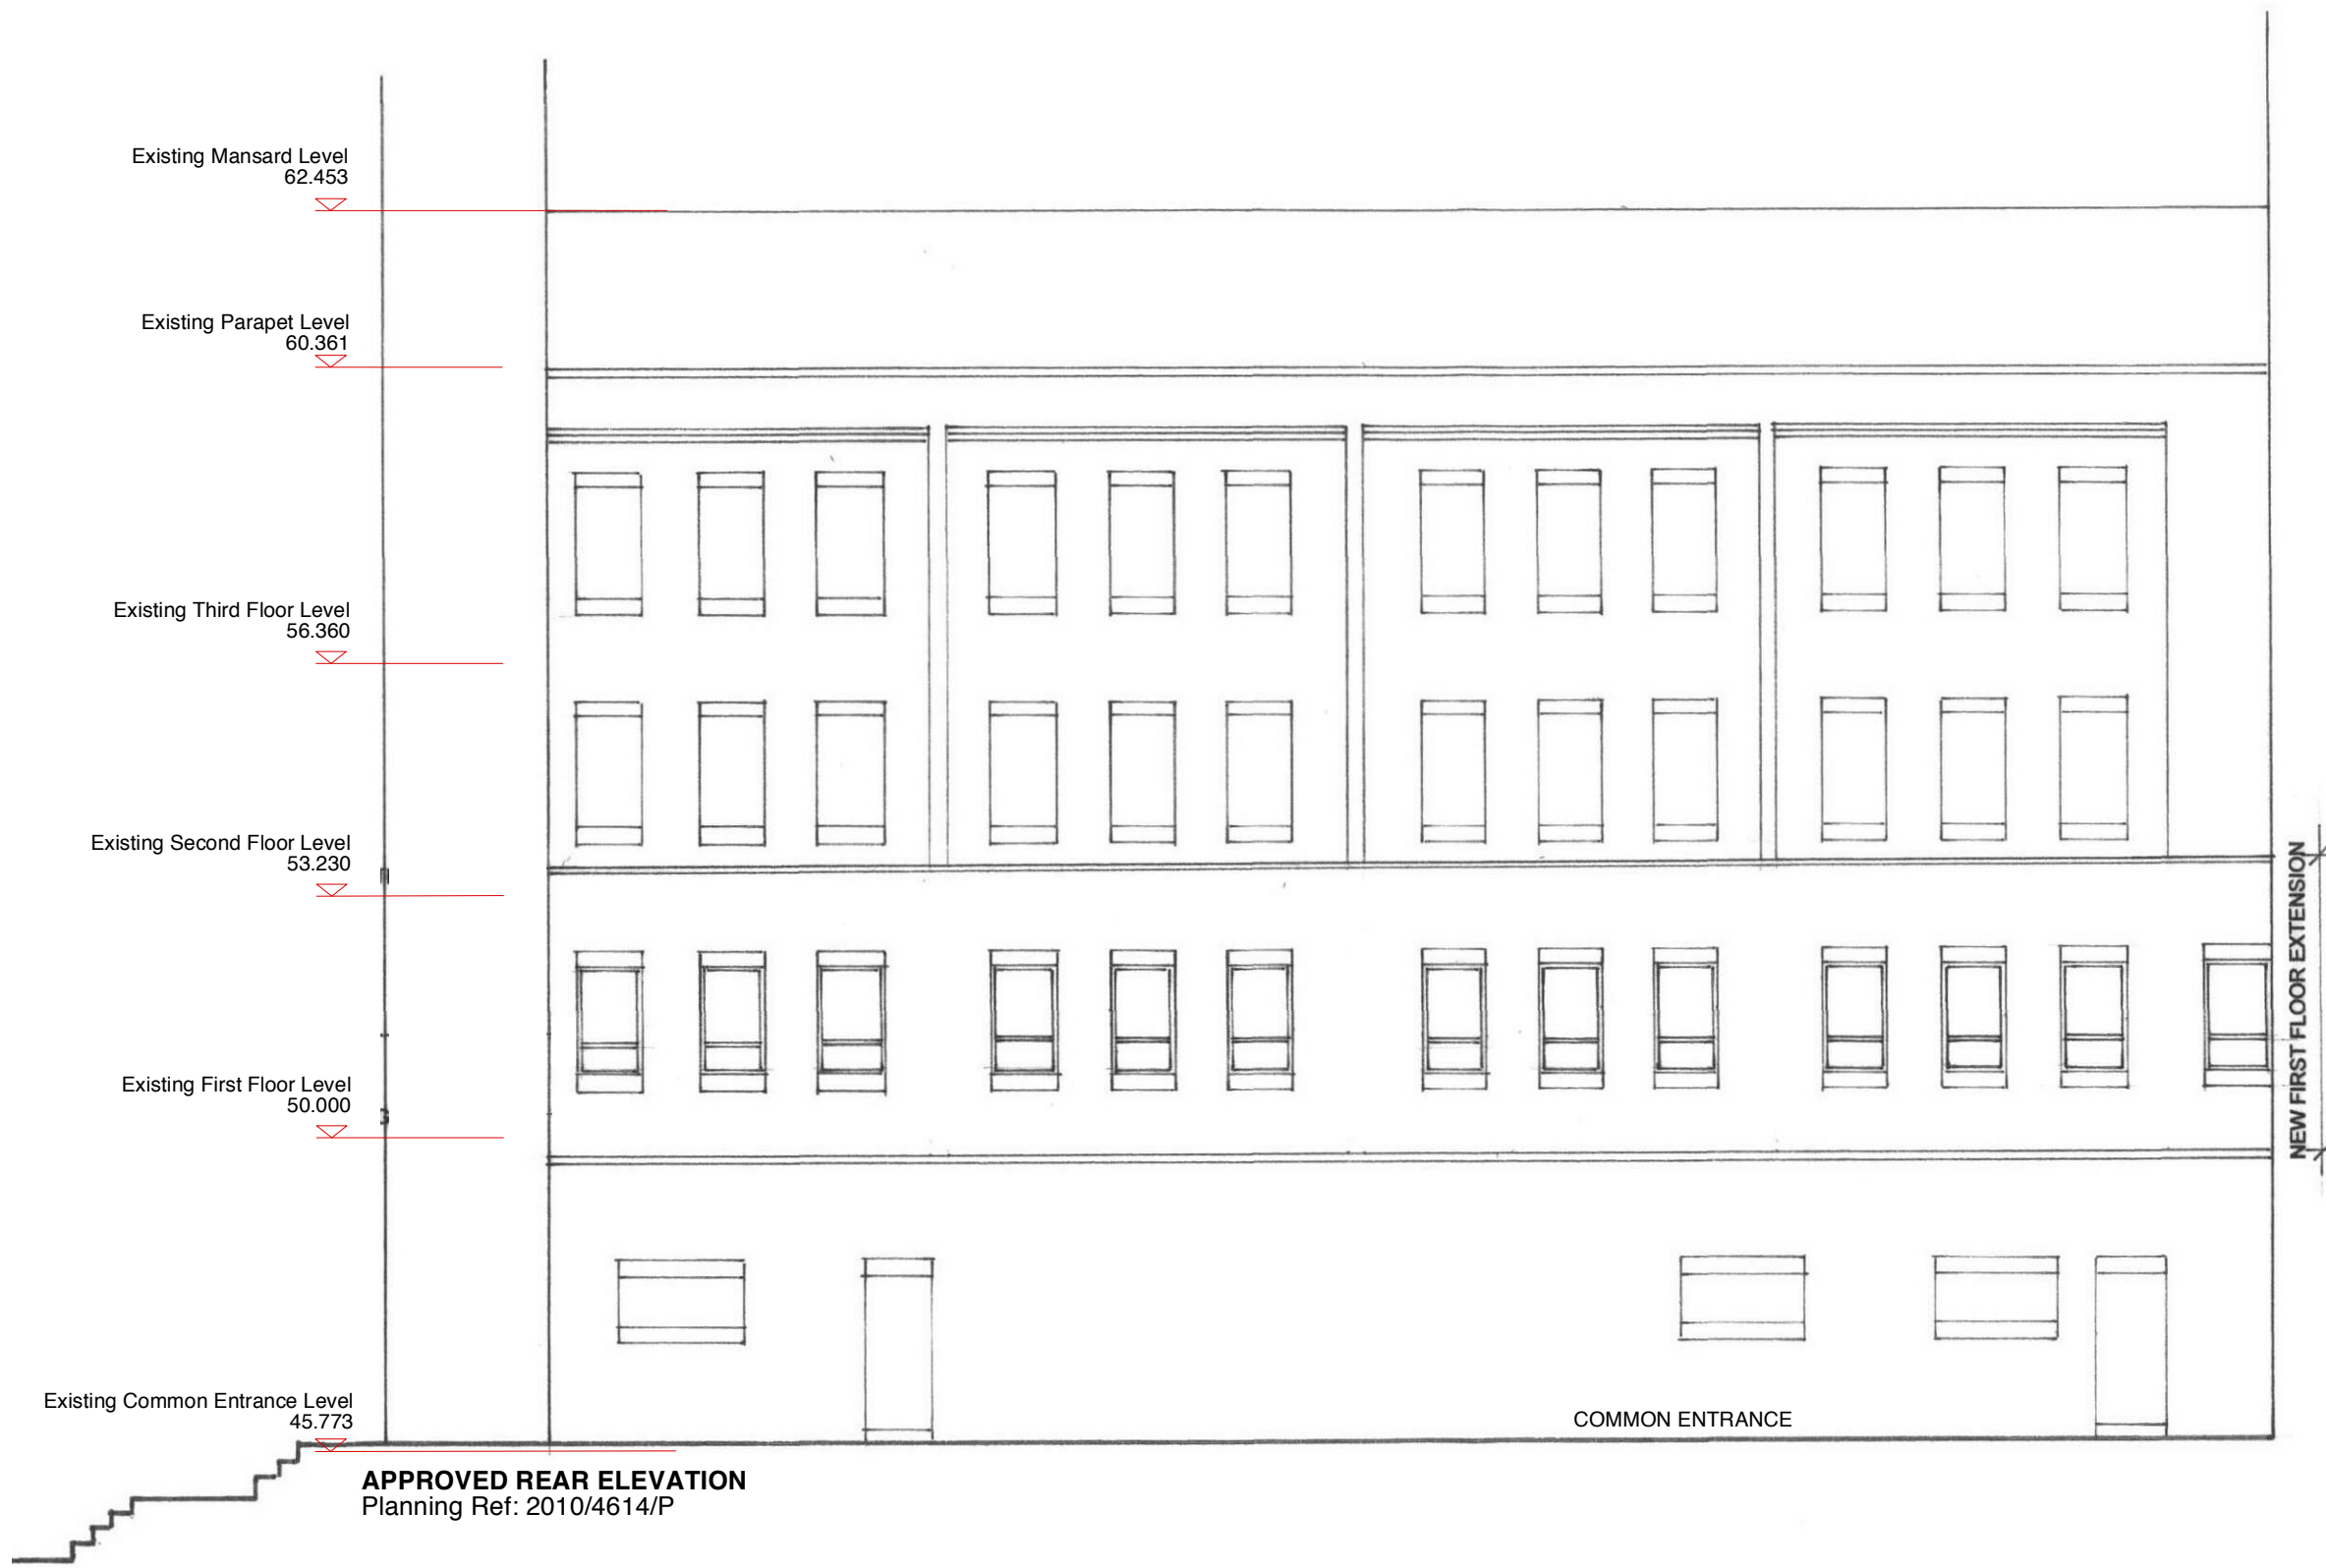 Existing Mansard Level
62.453
Existing Parapet Level
60.361
Existing Third Floor Level
56.360
Existing Second Floor Level
53.230
NEW FIRST FLOOR EXTENSION
Existing First Floor Level
50.000
Existing Common Entrance Level
45.773
COMMON ENTRANCE
APPROVED REAR ELEVATION
Planning Ref: 2010/4614/P